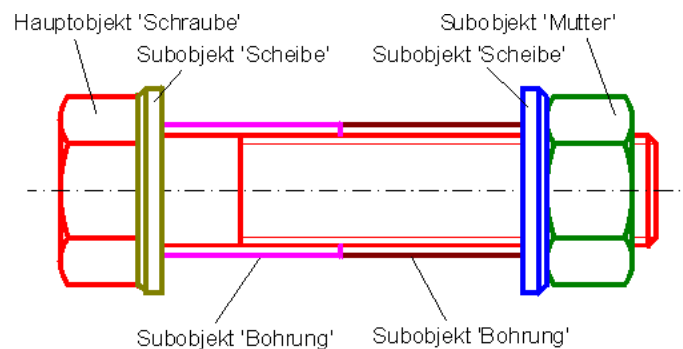 Hauptobjekt 'Schraube'
Subobjekt 'Mutter'
Subobjekt 'Scheibe'
Subobjekt 'Scheibe'
Subobjekt 'Bohrung'
Subobjekt 'Bohrung'